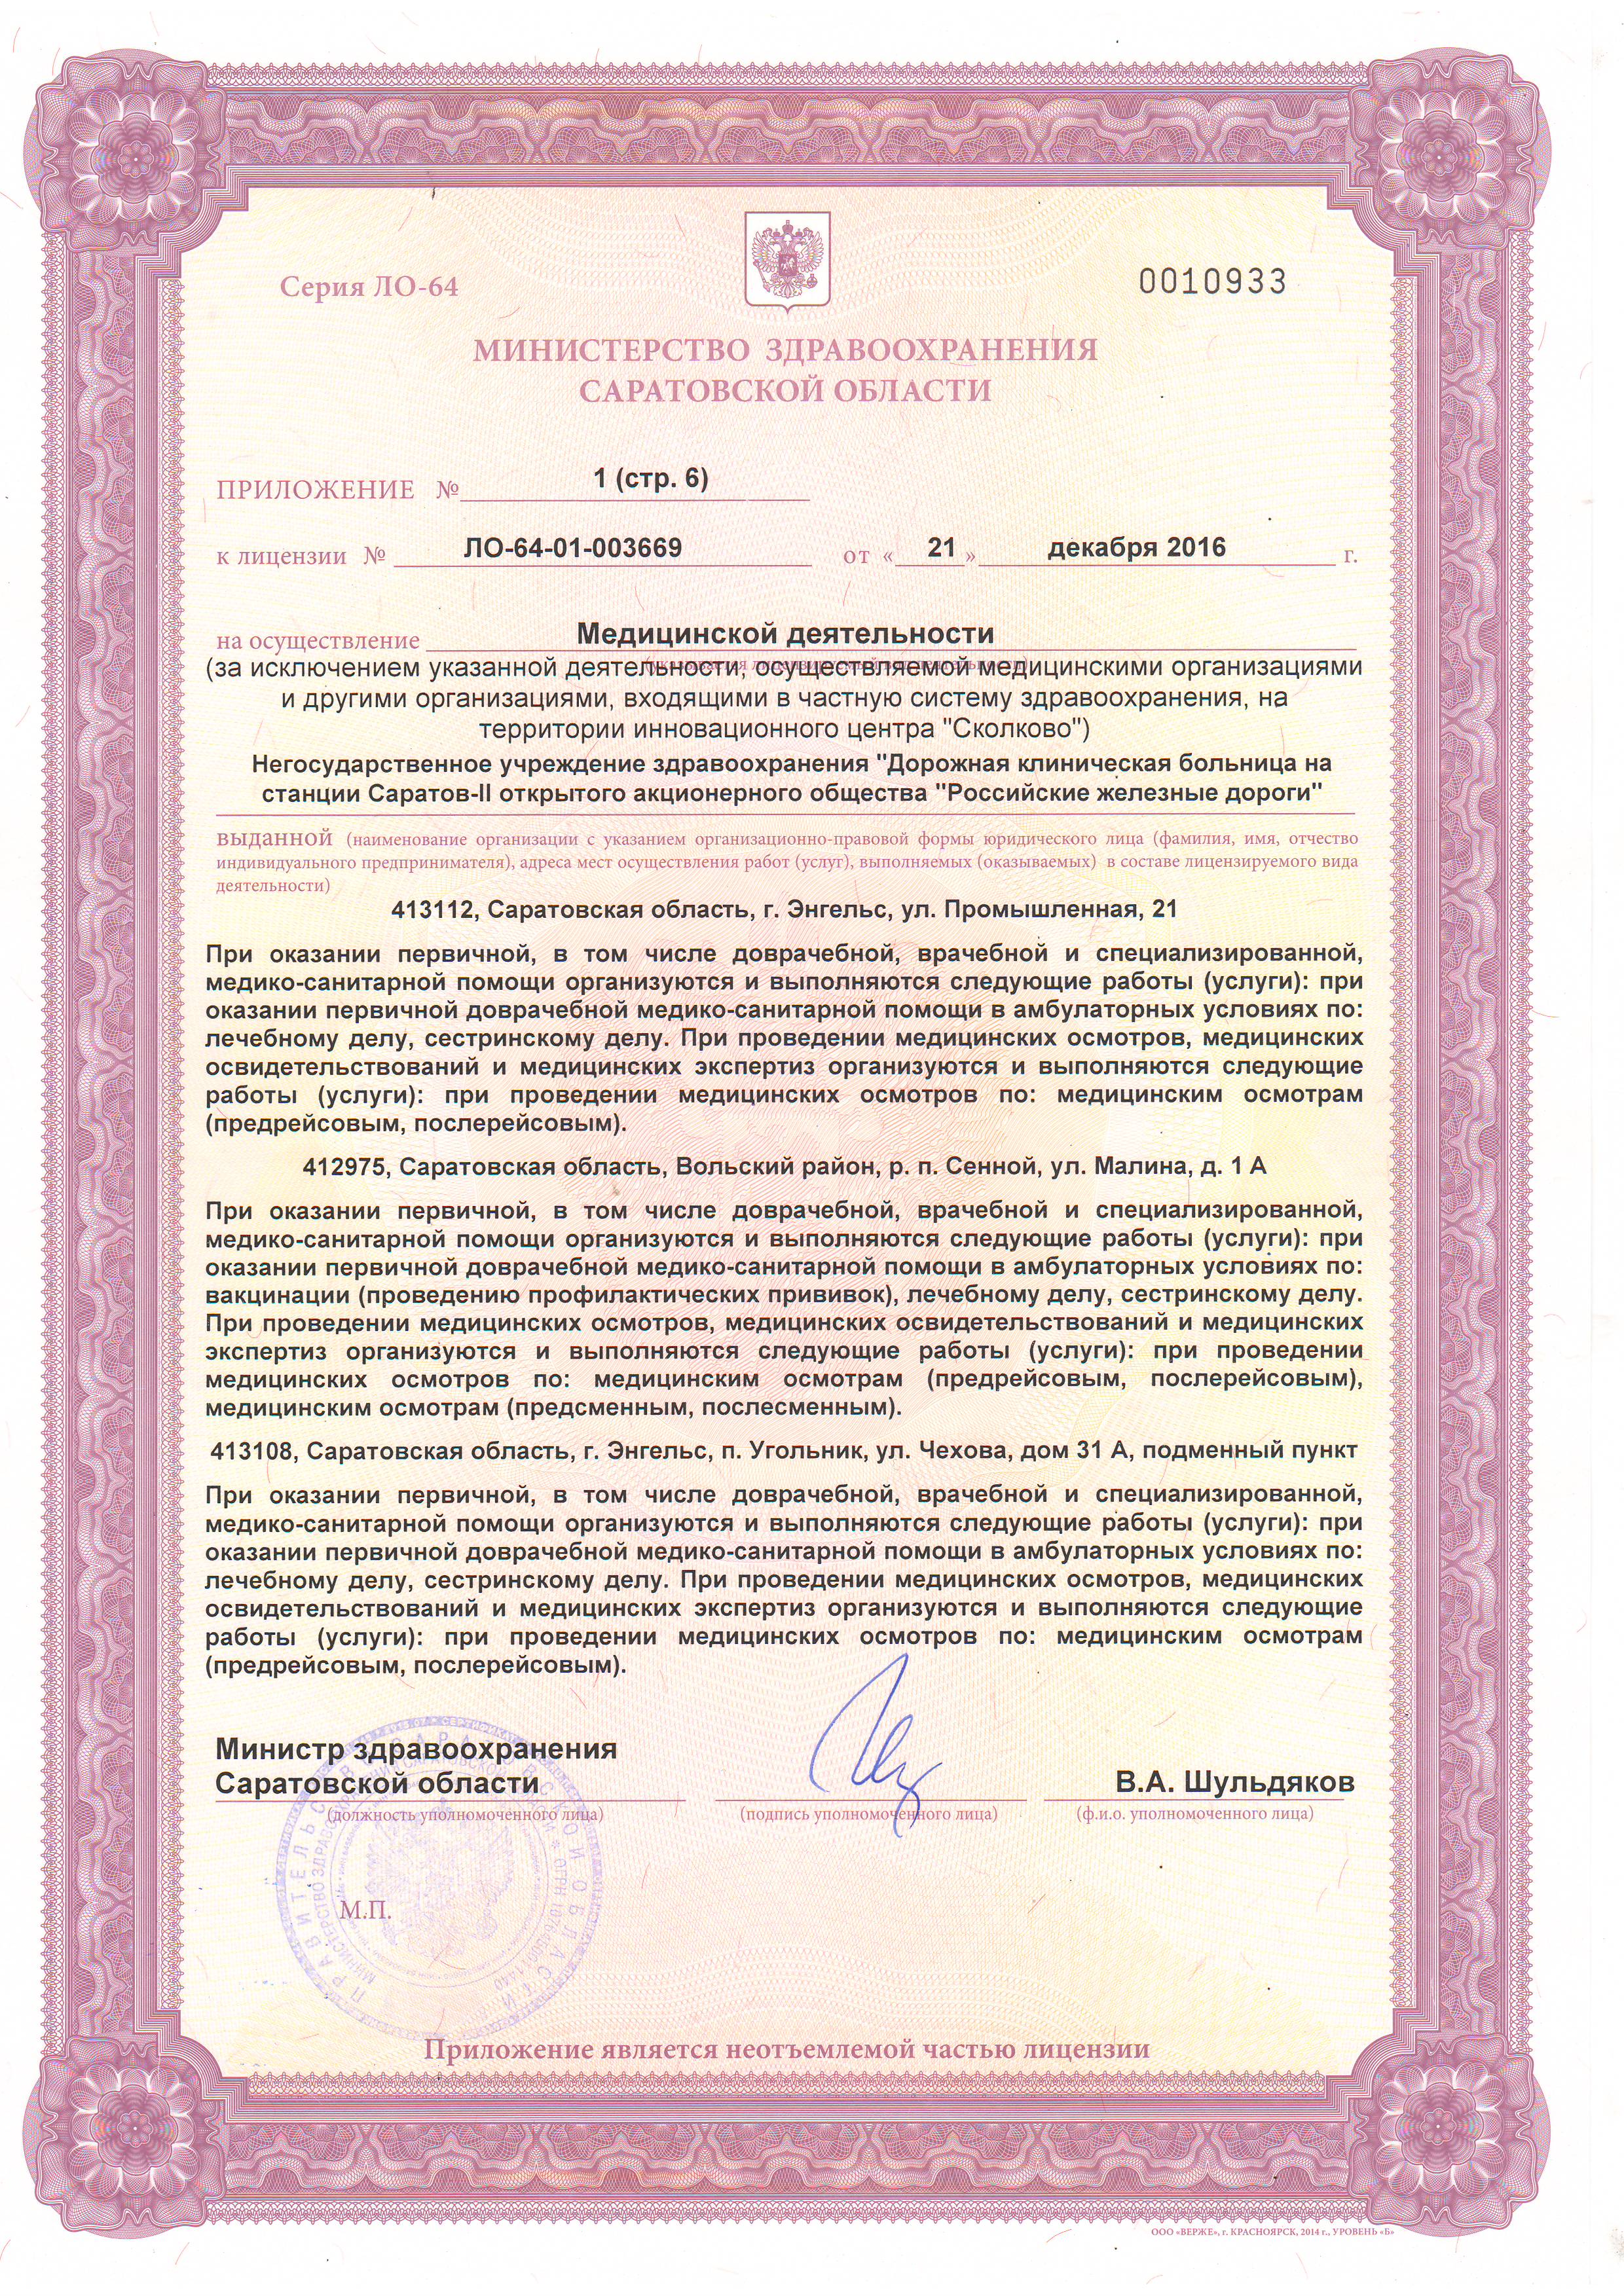 Серия ЛО-64
0010933
МИНИСТЕРСТВО ЗДРАВООХРАНЕНИЯ
САРАТОВСКОЙ ОБЛАСТИ
ПРИЛОЖЕНИЕ № 1 (стр. 6)
к лицензии № ЛО-64-01-003669 от « 21 » декабря 2016 г.
на осуществление Медицинской деятельности
(указывается лицензируемый вид деятельности)
(за исключением указанной деятельности, осуществляемой медицинскими организациями
и другими организациями, входящими в частную систему здравоохранения, на
территории инновационного центра "Сколково")
Негосударственное учреждение здравоохранения "Дорожная клиническая больница на
станции Саратов-II открытого акционерного общества "Российские железные дороги"
выданной (наименование организации с указанием организационно-правовой формы юридического лица (фамилия, имя, отчество
индивидуального предпринимателя), адреса мест осуществления работ (услуг), выполняемых (оказываемых) в составе лицензируемого вида
деятельности)
413112, Саратовская область, г. Энгельс, ул. Промышленная, 21
При оказании первичной, в том числе доврачебной, врачебной и специализированной,
медико-санитарной помощи организуются и выполняются следующие работы (услуги): при
оказании первичной доврачебной медико-санитарной помощи в амбулаторных условиях по:
лечебному делу, сестринскому делу. При проведении медицинских осмотров, медицинских
освидетельствований и медицинских экспертиз организуются и выполняются следующие
работы (услуги): при проведении медицинских осмотров по: медицинским осмотрам
(предрейсовым, послерейсовым).
412975, Саратовская область, Вольский район, р. п. Сенной, ул. Малина, д. 1 А
При оказании первичной, в том числе доврачебной, врачебной и специализированной,
медико-санитарной помощи организуются и выполняются следующие работы (услуги): при
оказании первичной доврачебной медико-санитарной помощи в амбулаторных условиях по:
вакцинации (проведению профилактических прививок), лечебному делу, сестринскому делу.
При проведении медицинских осмотров, медицинских освидетельствований и медицинских
экспертиз организуются и выполняются следующие работы (услуги): при проведении
медицинских осмотров по: медицинским осмотрам (предрейсовым, послерейсовым),
медицинским осмотрам (предсменным, послесменным).
413108, Саратовская область, г. Энгельс, п. Угольник, ул. Чехова, дом 31 А, подменный пункт
При оказании первичной, в том числе доврачебной, врачебной и специализированной,
медико-санитарной помощи организуются и выполняются следующие работы (услуги): при
оказании первичной доврачебной медико-санитарной помощи в амбулаторных условиях по:
лечебному делу, сестринскому делу. При проведении медицинских осмотров, медицинских
освидетельствований и медицинских экспертиз организуются и выполняются следующие
работы (услуги): при проведении медицинских осмотров по: медицинским осмотрам
(предрейсовым, послерейсовым).
Министр здравоохранения
Саратовской области
В.А. Шульдяков
(должность уполномоченного лица) (подпись уполномоченного лица) (ф.и.о. уполномоченного лица)
ПРАВИТЕЛЬСТВО САРАТОВСКОЙ ОБЛАСТИ
М.П.
Приложение является неотъемлемой частью лицензии
ООО «ВЕРЖЕ», г. КРАСНОЯРСК, 2014 г., УРОВЕНЬ «Б»